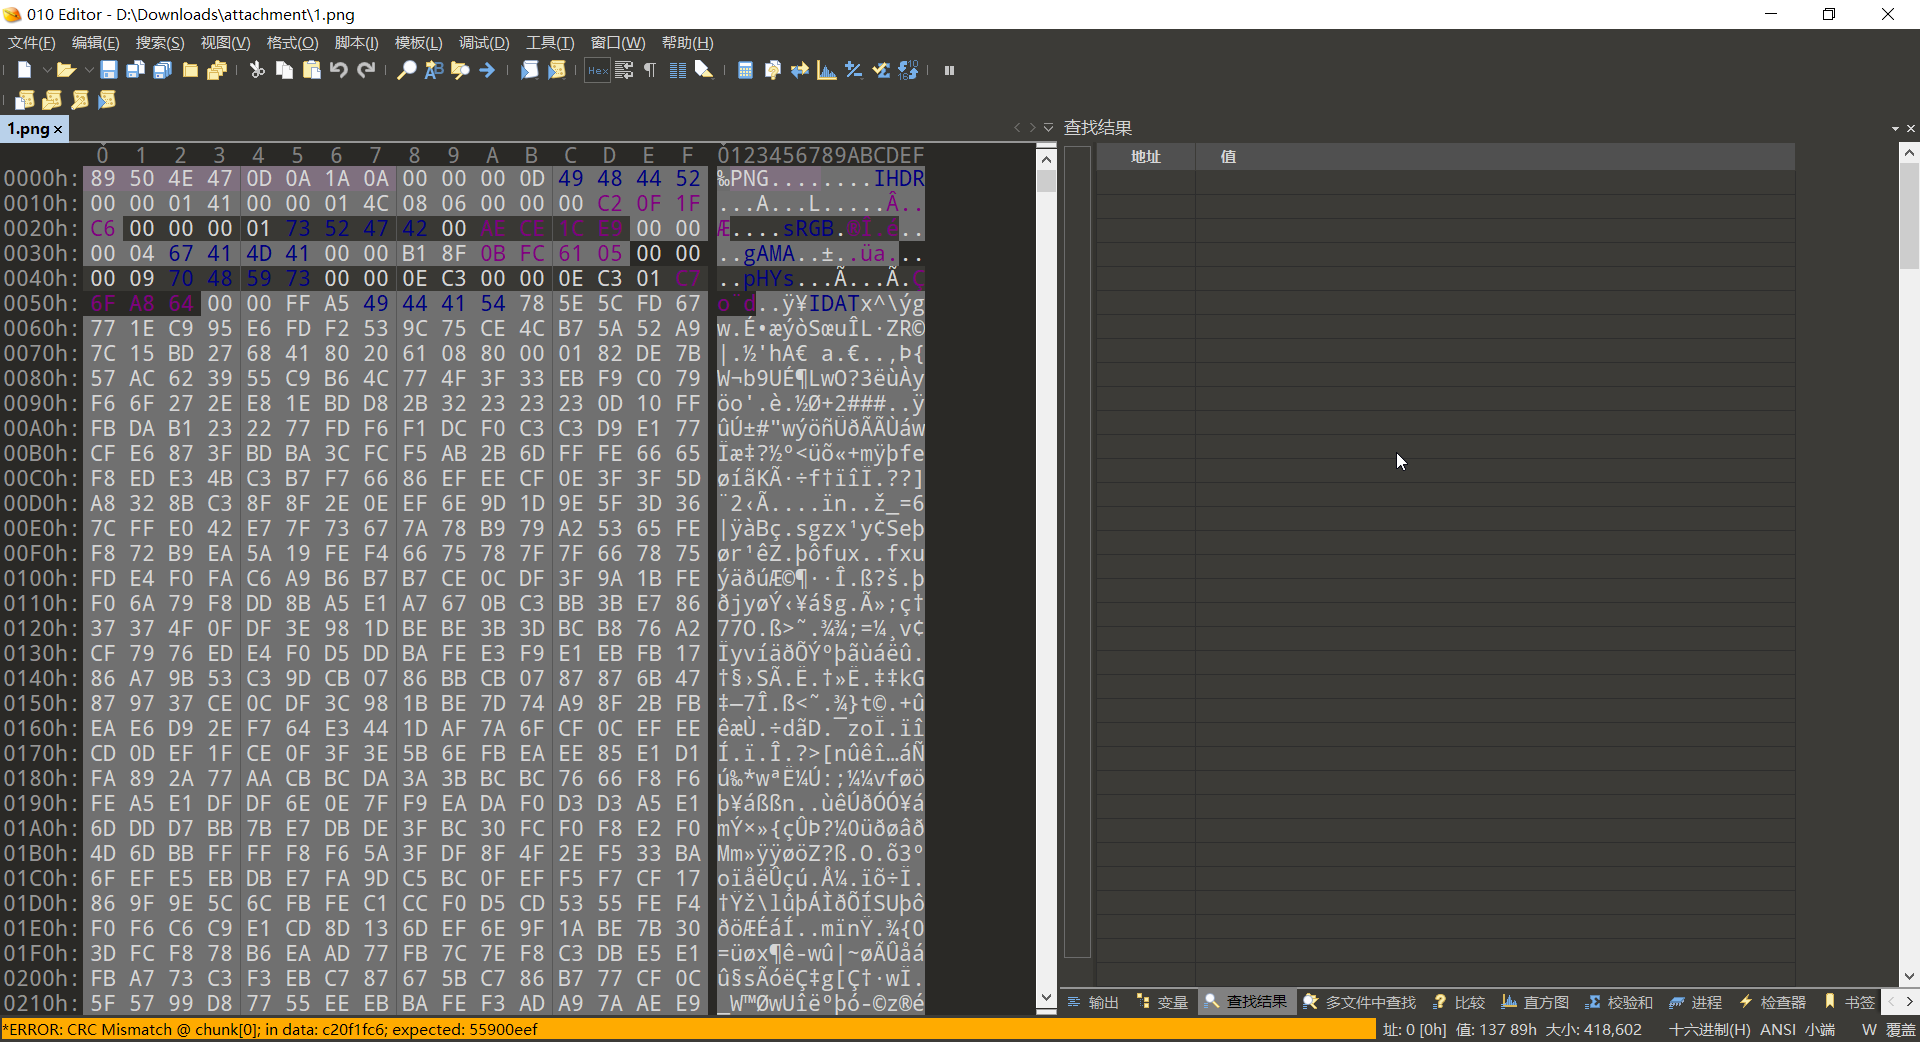 010 Editor - D:\Downloads\attachment\1.png
文件(F) 编辑(E) 搜索(S) 视图(V) 格式(O) 脚本(I) 模板(L) 调试(D) 工具(T) 窗口(W) 帮助(H)
1.png
查找结果
地址 值
0 1 2 3 4 5 6 7 8 9 A B C D E F 0123456789ABCDEF
0000h: 89 50 4E 47 0D 0A 1A 0A 00 00 00 0D 49 48 44 52 ‰PNG........IHDR
0010h: 00 00 01 41 00 00 01 4C 08 06 00 00 00 C2 0F 1F ...A...L.....Â..
0020h: C6 00 00 00 01 73 52 47 42 00 AE CE 1C E9 00 00 Æ....sRGB.®Î.é..
0030h: 00 04 67 41 4D 41 00 00 B1 8F 0B FC 61 05 00 00 ..gAMA..±..üa...
0040h: 00 09 70 48 59 73 00 00 0E C3 00 00 0E C3 01 C7 ..pHYs...Ã...Ã.Ç
0050h: 6F A8 64 00 00 FF A5 49 44 41 54 78 5E 5C FD 67 o¨d..ÿ¥IDATx^\ýg
0060h: 77 1E C9 95 E6 FD F2 53 9C 75 CE 4C B7 5A 52 A9 w.É•æýòSœuÎL·ZR©
0070h: 7C 15 BD 27 68 41 80 20 61 08 80 00 01 82 DE 7B |.½'hA€ a.€..‚Þ{
0080h: 57 AC 62 39 55 C9 B6 4C 77 4F 3F 33 EB F9 C0 79 W¬b9UÉ¶LwO?3ëùÀy
0090h: F6 6F 27 2E E8 1E BD D8 2B 32 23 23 23 0D 10 FF öo'.è.½Ø+2###..ÿ
00A0h: FB DA B1 23 22 77 FD F6 F1 DC F0 C3 C3 D9 E1 77 ûÚ±#"wýöñÜðÃÃÙáw
00B0h: CF E6 87 3F BD BA 3C FC F5 AB 2B 6D FF FE 66 65 Ïæ‡?½º<üõ«+mÿþfe
00C0h: F8 ED E3 4B C3 B7 F7 66 86 EF EE CF 0E 3F 3F 5D øíãKÃ·÷f†ïîÏ.??]
00D0h: A8 32 8B C3 8F 8F 2E 0E EF 6E 9D 1D 9E 5F 3D 36 ¨2‹Ã....ïn..ž_=6
00E0h: 7C FF E0 42 E7 7F 73 67 7A 78 B9 79 A2 53 65 FE |ÿàBç.sgzx¹y¢Seþ
00F0h: F8 72 B9 EA 5A 19 FE F4 66 75 78 7F 7F 66 78 75 ør¹êZ.þôfux..fxu
0100h: FD E4 F0 FA C6 A9 B6 B7 B7 CE 0C DF 3F 9A 1B FE ýäðúÆ©¶··Î.ß?š.þ
0110h: F0 6A 79 F8 DD 8B A5 E1 A7 67 0B C3 BB 3B E7 86 ðjyøÝ‹¥á§g.Ã»;ç†
0120h: 37 37 4F 0F DF 3E 98 1D BE BE 3B 3D BC B8 76 A2 77O.ß>˜.¾¾;=¼¸v¢
0130h: CF 79 76 ED E4 F0 D5 DD BA FE E3 F9 E1 EB FB 17 ÏyvíäðÕÝºþãùáëû.
0140h: 86 A7 9B 53 C3 9D CB 07 86 BB CB 07 87 87 6B 47 †§›SÃ.Ë.†»Ë.‡‡kG
0150h: 87 97 37 CE 0C DF 3C 98 1B BE 7D 74 A9 8F 2B FB ‡—7Î.ß<˜.¾}t©.+û
0160h: EA E6 D9 2E F7 64 E3 44 1D AF 7A 6F CF 0C EF EE êæÙ.÷dãD.¯zoÏ.ïî
0170h: CD 0D EF 1F CE 0F 3F 3E 5B 6E FB EA EE 85 E1 D1 Í.ï.Î.?>[nûêî…áÑ
0180h: FA 89 2A 77 AA CB BC DA 3A 3B BC BC 76 66 F8 F6 ú‰*wªË¼Ú:;¼¼vføö
0190h: FE A5 E1 DF DF 6E 0E 7F F9 EA DA F0 D3 D3 A5 E1 þ¥áßßn..ùêÚðÓÓ¥á
01A0h: 6D DD D7 BB 7B E7 DB DE 3F BC 30 FC F0 F8 E2 F0 mÝ×»{çÛÞ?¼0üðøâð
01B0h: 4D 6D BB FF FF F8 F6 5A 3F DF 8F 4F 2E F5 33 BA Mm»ÿÿøöZ?ß.O.õ3º
01C0h: 6F EF E5 EB DB E7 FA 9D C5 BC 0F EF F5 F7 CF 17 oïåëÛçú.Å¼.ïõ÷Ï.
01D0h: 86 9F 9E 5C 6C FB FE C1 CC F0 D5 CD 53 55 FE F4 †Ÿž\lûþÁÌðÕÍSUþô
01E0h: F0 F6 C6 C9 E1 CD 8D 13 6D EF 6E 9F 1A BE 7B 30 ðöÆÉáÍ..mïnŸ.¾{0
01F0h: 3D FC F8 78 B6 EA AD 77 FB 7C 7E F8 C3 DB E5 E1 =üøx¶ê-wû|~øÃÛåá
0200h: FB A7 73 C3 F3 EB C7 87 67 5B C7 86 B7 77 CF 0C û§sÃóëÇ‡g[Ç†·wÏ.
0210h: 5F 57 99 D8 77 55 EE EB BA FE F3 AD A9 7A AE E9 _W™ØwUîëºþó-©z®é
输出 变量 查找结果 多文件中查找 比较 直方图 校验和 进程 检查器 书签
*ERROR: CRC Mismatch @ chunk[0]; in data: c20f1fc6; expected: 55900eef
址: 0 [0h] 值: 137 89h 大小: 418,602 十六进制(H) ANSI 小端 W 覆盖